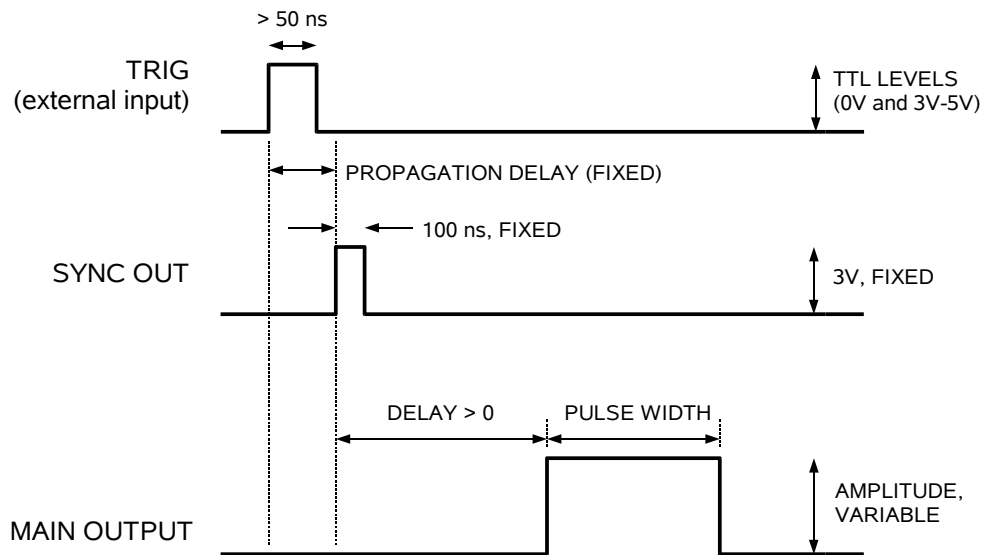 > 50 ns
TRIG
(external input)
TTL LEVELS
(0V and 3V-5V)
PROPAGATION DELAY (FIXED)
100 ns, FIXED
SYNC OUT
3V, FIXED
DELAY > 0
PULSE WIDTH
AMPLITUDE,
VARIABLE
MAIN OUTPUT